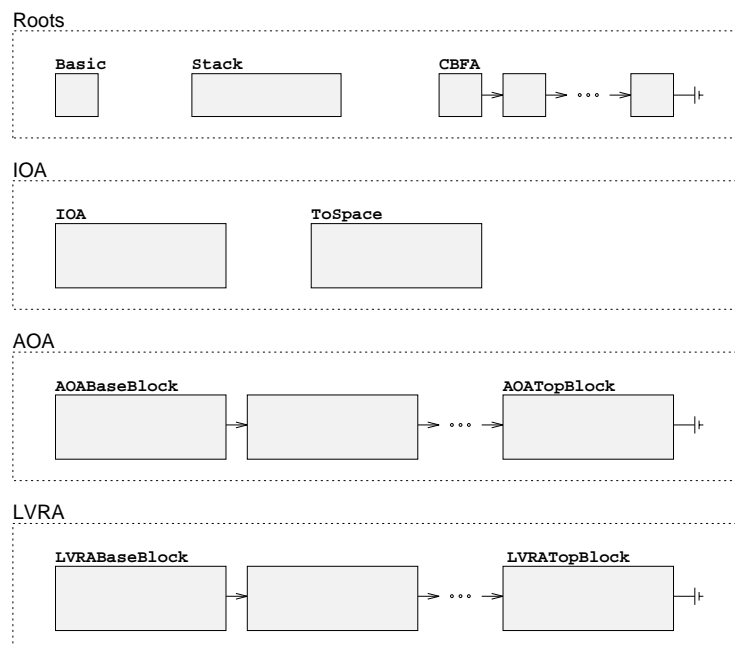 Roots
Basic Stack CBFA
IOA
IOA ToSpace
AOA
AOABaseBlock AOATopBlock
LVRA
LVRABaseBlock LVRATopBlock